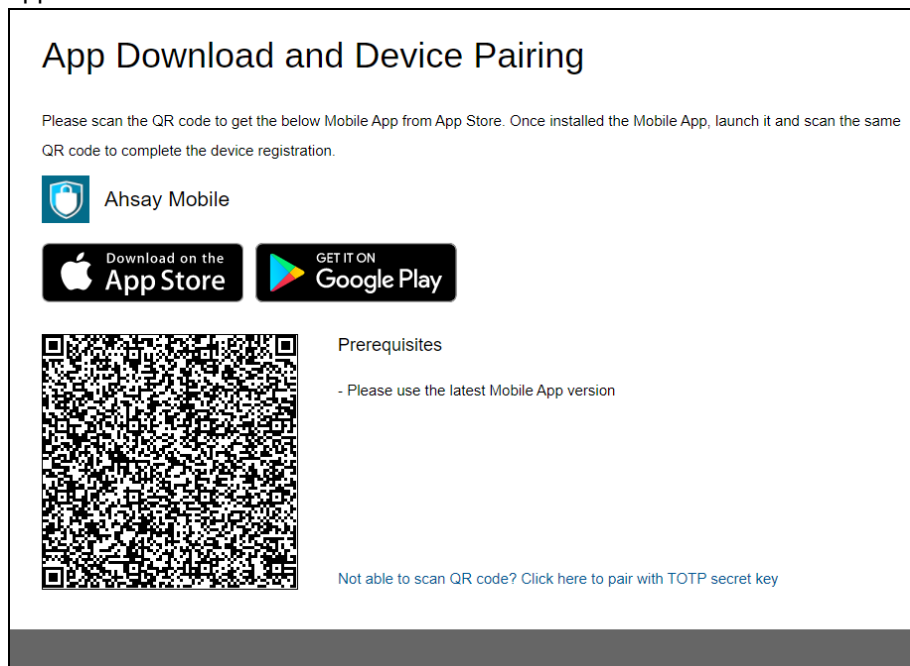 App Download and Device Pairing
Please scan the QR code to get the below Mobile App from App Store. Once installed the Mobile App, launch it and scan the same
QR code to complete the device registration.
Ahsay Mobile
Download on the
App Store
GET IT ON
Google Play
Prerequisites
- Please use the latest Mobile App version
Not able to scan QR code? Click here to pair with TOTP secret key